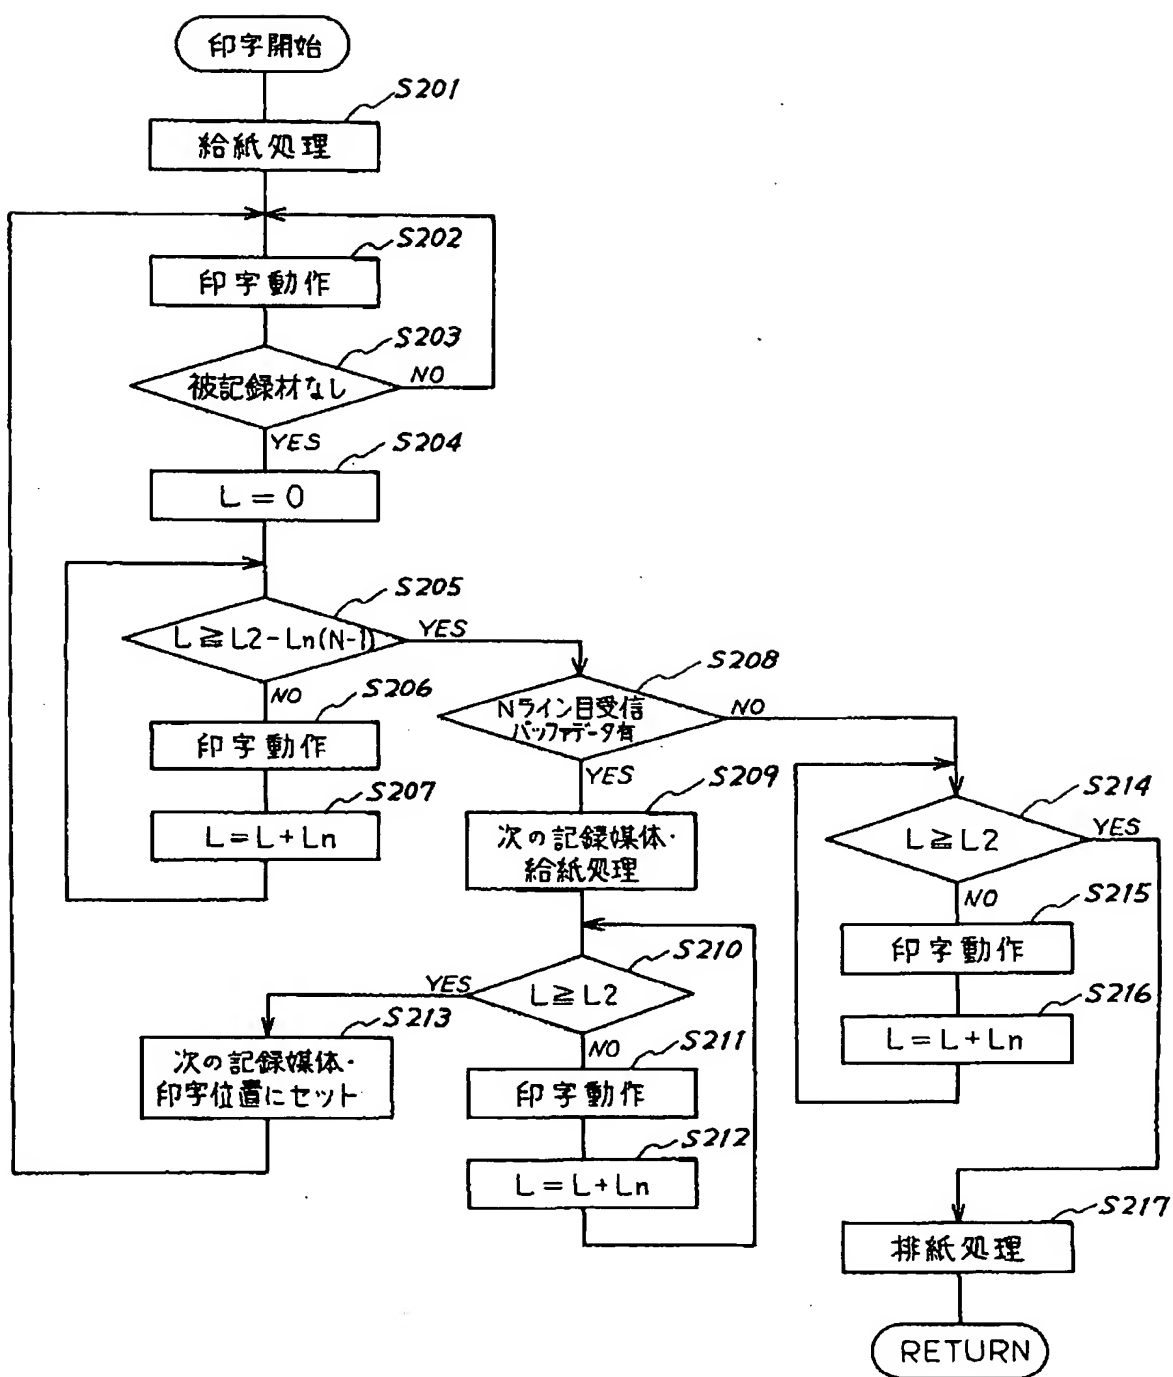 印字開始
S201
給紙処理
S202
印字動作
S203
被記録材なし
NO
YES
S204
L=0
S205
L≧L2-Ln(N-1)
YES
NO
S206
印字動作
S207
L=L+Ln
S208
Nライン目受信
バッファデータ有
NO
YES
S209
次の記録媒体・
給紙処理
S210
L≧L2
YES
NO
S211
印字動作
S212
L=L+Ln
S213
次の記録媒体・
印字位置にセット
S214
L≧L2
YES
NO
S215
印字動作
S216
L=L+Ln
S217
排紙処理
RETURN